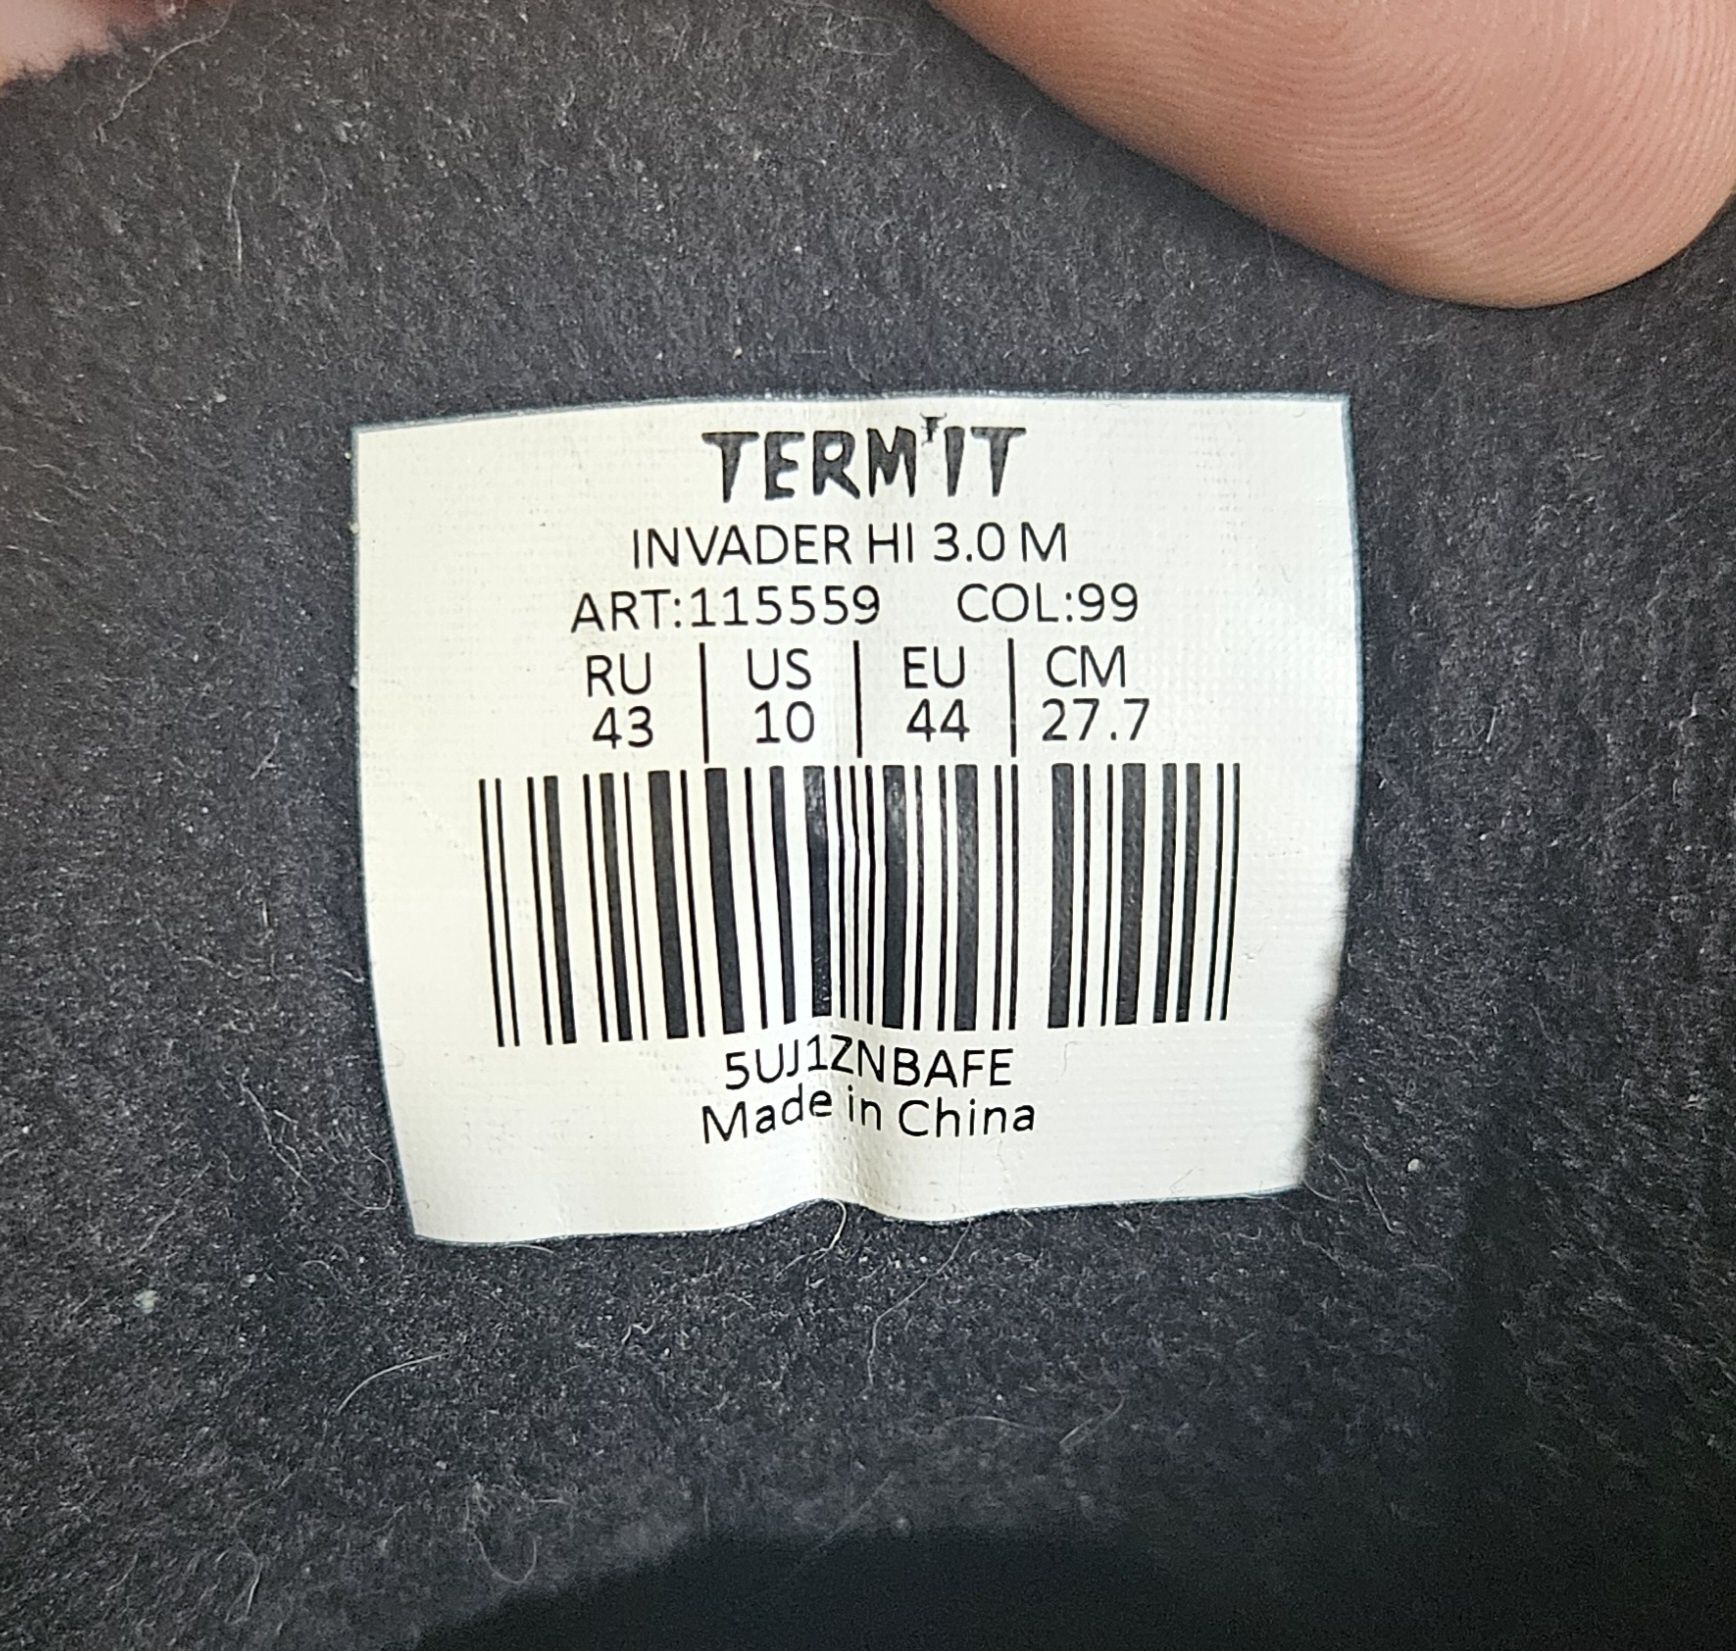 TERM'IT
INVADER HI 3.0 M
ART:115559 COL:99
RU | US | EU | CM
43 | 10 | 44 | 27.7
5UJ1ZNBAFE
Made in China